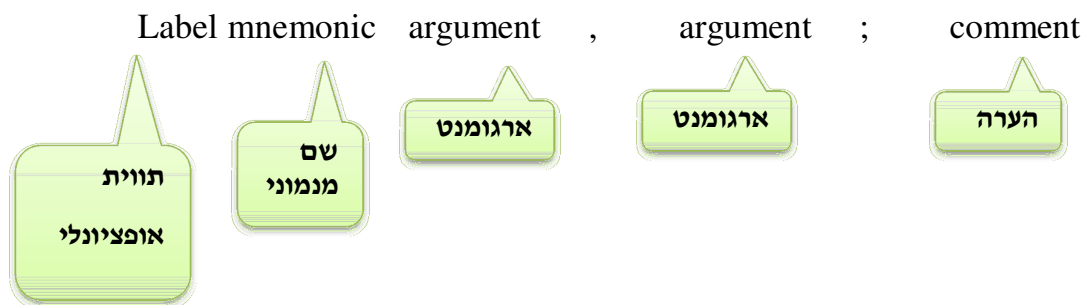 Label mnemonic argument , argument ; comment
תווית
אופציונלי
שם
מנמוני
ארגומנט
ארגומנט
הערה